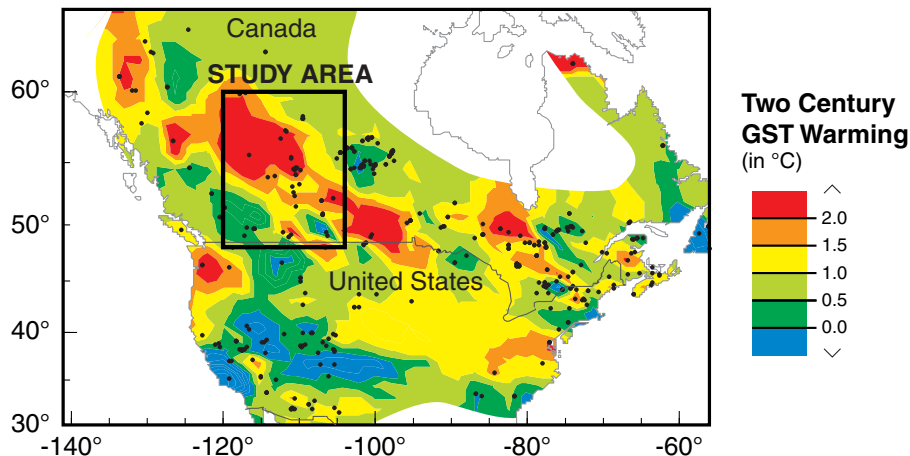 Canada
STUDY AREA
United States
60°
50°
40°
30°
-140°
-120°
-100°
-80°
-60°
Two Century
GST Warming
(in °C)
2.0
1.5
1.0
0.5
0.0